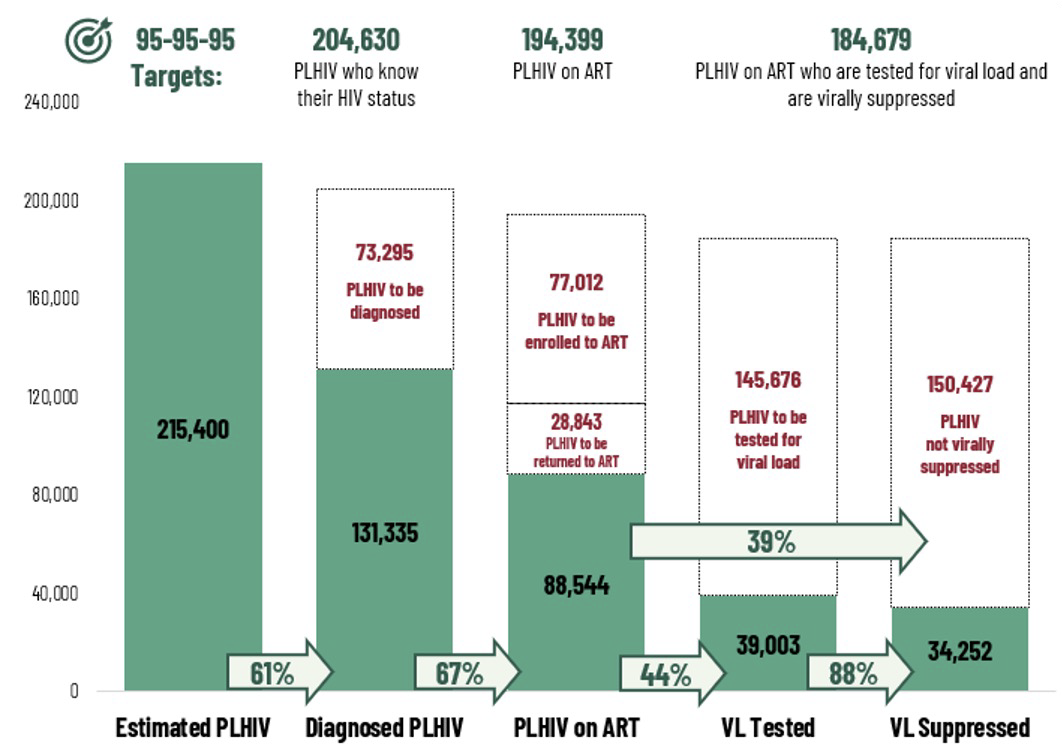 95-95-95
Targets:
204,630
PLHIV who know
their HIV status
194,399
PLHIV on ART
184,679
PLHIV on ART who are tested for viral load and
are virally suppressed
240,000
200,000
160,000
120,000
80,000
40,000
0
215,400
73,295
PLHIV to be
diagnosed
131,335
77,012
PLHIV to be
enrolled to ART
28,843
PLHIV to be
returned to ART
88,544
145,676
PLHIV to be
tested for
viral load
39,003
150,427
PLHIV
not virally
suppressed
34,252
39%
61%
67%
44%
88%
Estimated PLHIV
Diagnosed PLHIV
PLHIV on ART
VL Tested
VL Suppressed